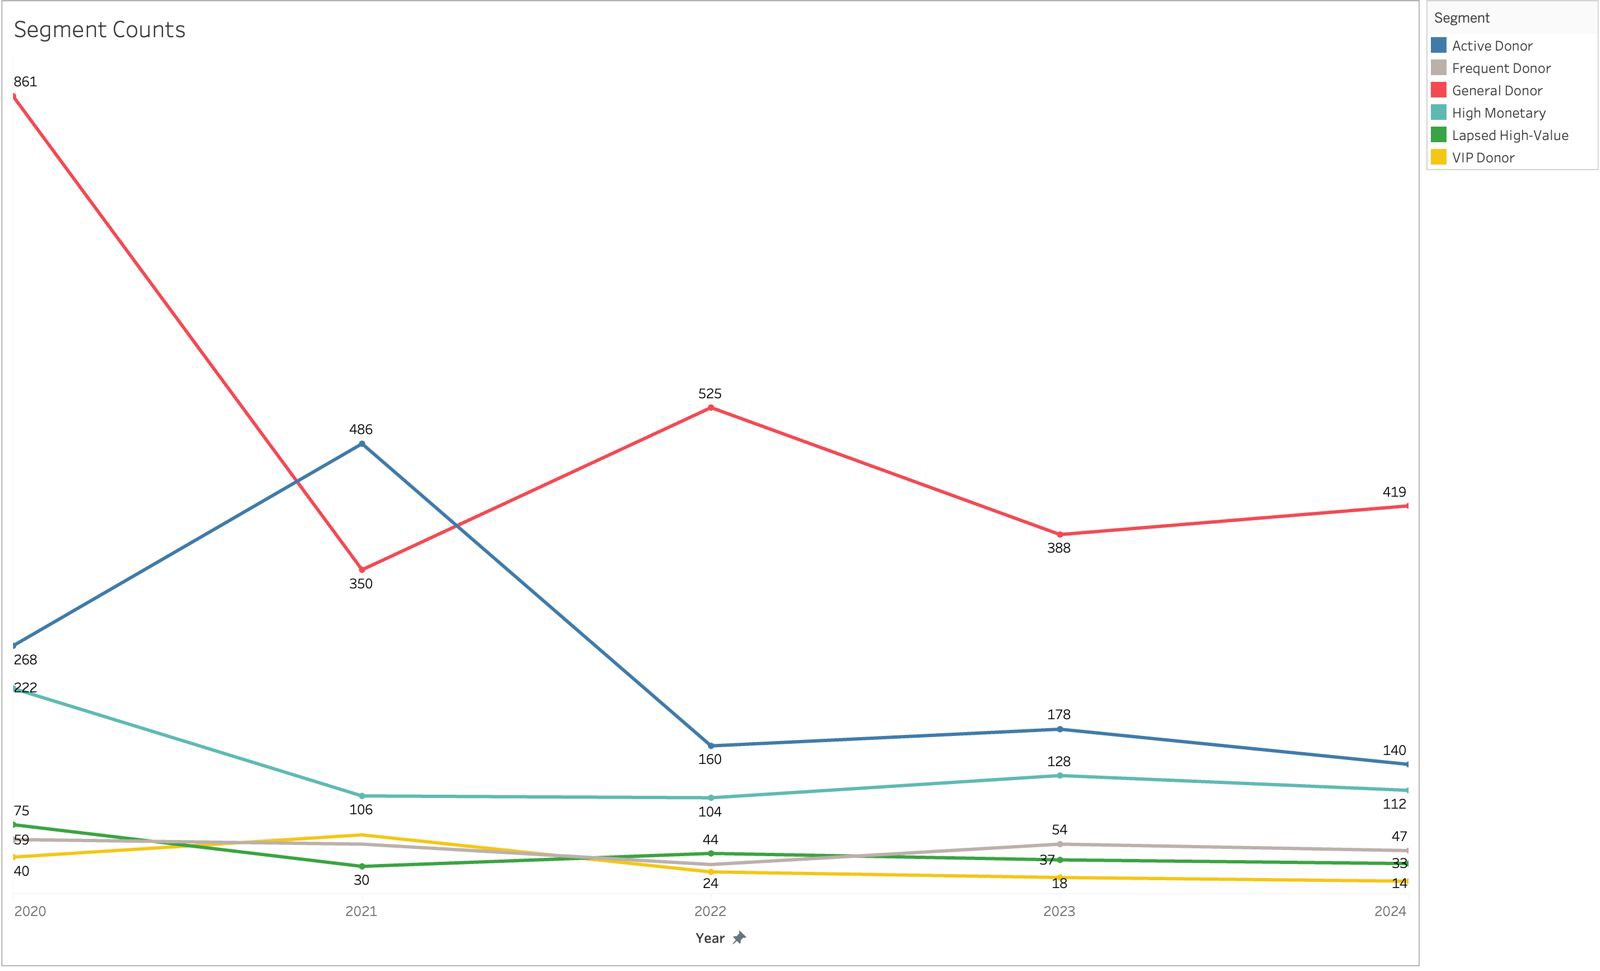 Segment Counts
Segment
Active Donor
Frequent Donor
General Donor
High Monetary
Lapsed High-Value
VIP Donor
861
525
486
419
388
350
268
222
178
140
160
128
112
106
104
75
59
40
30
44
24
54
37
18
47
33
14
2020 2021 2022 2023 2024
Year